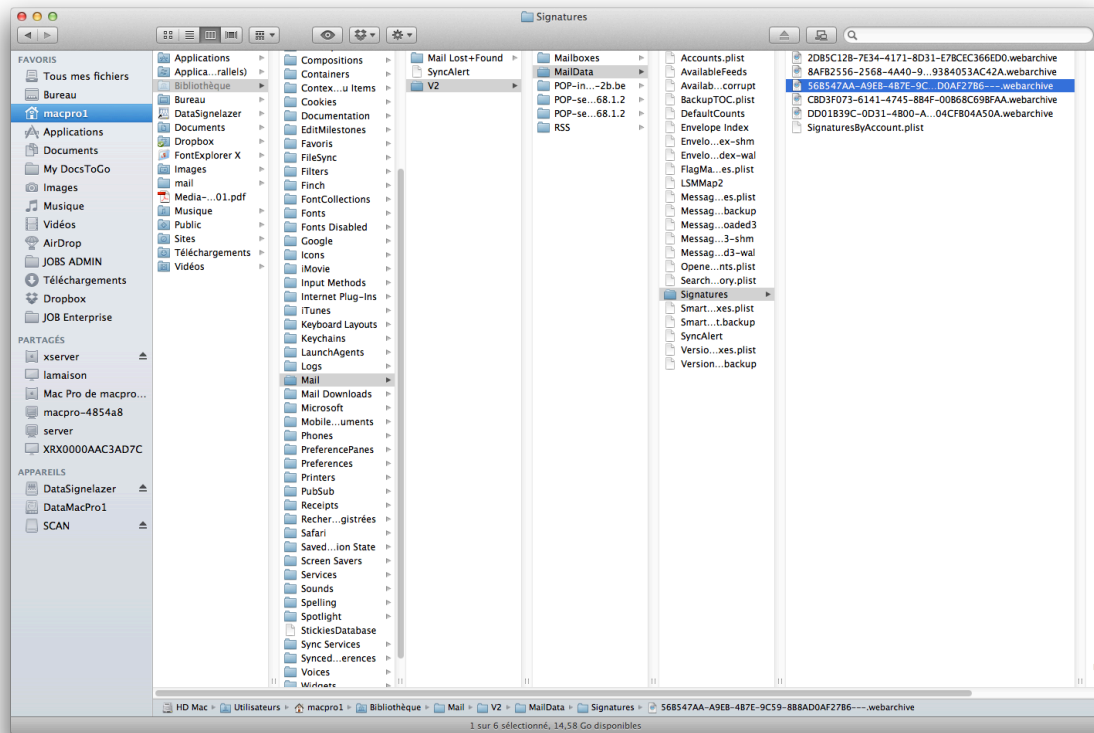 Signatures
FAVORIS
Tous mes fichiers
Bureau
macpro1
Applications
Documents
My DocsToGo
Images
Musique
Vidéos
AirDrop
JOBS ADMIN
Téléchargements
Dropbox
JOB Enterprise
PARTAGÉS
xserver
lamaison
Mac Pro de macpro...
macpro-4854a8
server
XRX0000AAC3AD7C
APPAREILS
DataSignelazer
DataMacPro1
SCAN
Applications
Applica...rallels)
Bibliothèque
Bureau
DataSignelazer
Documents
Dropbox
FontExplorer X
Images
mail
Media-...01.pdf
Musique
Public
Sites
Téléchargements
Vidéos
Compositions
Containers
Contex...u Items
Cookies
Documentation
EditMilestones
Favoris
FileSync
Filters
Finch
FontCollections
Fonts
Fonts Disabled
Google
Icons
iMovie
Input Methods
Internet Plug-Ins
iTunes
Keyboard Layouts
Keychains
LaunchAgents
Logs
Mail
Mail Downloads
Microsoft
Mobile...uments
Phones
PreferencePanes
Preferences
Printers
PubSub
Receipts
Recher...gistrées
Safari
Saved...ion State
Screen Savers
Services
Sounds
Spelling
Spotlight
StickiesDatabase
Sync Services
Synced...erences
Voices
Widgets
Mail Lost+Found
SyncAlert
V2
Mailboxes
MailData
POP-in...-2b.be
POP-se...68.1.2
POP-se...68.1.2
RSS
Accounts.plist
AvailableFeeds
Availab...corrupt
BackupTOC.plist
DefaultCounts
Envelope Index
Envelo...ex-shm
Envelo...dex-wal
FlagMa...es.plist
LSMMap2
Messag...es.plist
Messag...backup
Messag...oaded3
Messag...3-shm
Messag...d3-wal
Opene...nts.plist
Search...ory.plist
Signatures
Smart...xes.plist
Smart...t.backup
SyncAlert
Versio...xes.plist
Version...backup
2DB5C12B-7E34-4171-8D31-E7BCEC366ED0.webarchive
8AFB2556-2568-4A40-9...9384053AC42A.webarchive
56B547AA-A9EB-4B7E-9C...D0AF27B6---.webarchive
CBD3F073-6141-4745-8B4F-00B68C69BFAA.webarchive
DD01B39C-0D31-4B00-A...04CFB04A50A.webarchive
SignaturesByAccount.plist
HD Mac ▸ Utilisateurs ▸ macpro1 ▸ Bibliothèque ▸ Mail ▸ V2 ▸ MailData ▸ Signatures ▸ 56B547AA-A9EB-4B7E-9C59-8B8AD0AF27B6---.webarchive
1 sur 6 sélectionné, 14,58 Go disponibles